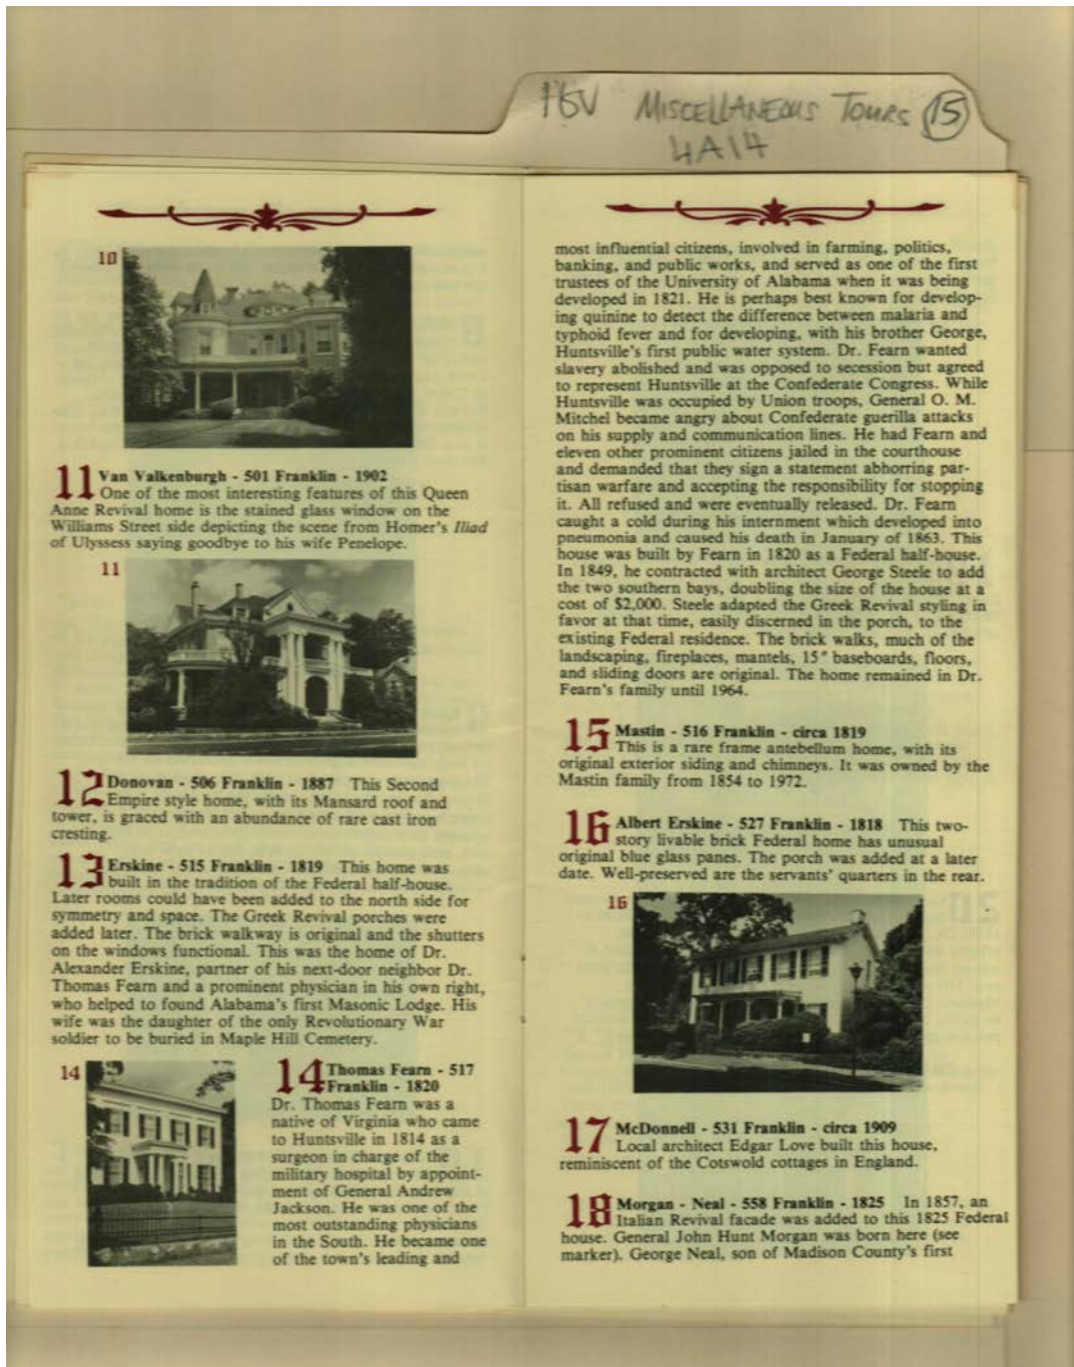 HGV MISCELLANEOUS TOURS 15
4A14
10
11 Van Valkenburgh - 501 Franklin - 1902
One of the most interesting features of this Queen
Anne Revival home is the stained glass window on the
Williams Street side depicting the scene from Homer's Iliad
of Ulyssess saying goodbye to his wife Penelope.
11
12 Donovan - 506 Franklin - 1887 This Second
Empire style home, with its Mansard roof and
tower, is graced with an abundance of rare cast iron
cresting.
13 Erskine - 515 Franklin - 1819 This home was
built in the tradition of the Federal half-house.
Later rooms could have been added to the north side for
symmetry and space. The Greek Revival porches were
added later. The brick walkway is original and the shutters
on the windows functional. This was the home of Dr.
Alexander Erskine, partner of his next-door neighbor Dr.
Thomas Fearn and a prominent physician in his own right,
who helped to found Alabama's first Masonic Lodge. His
wife was the daughter of the only Revolutionary War
soldier to be buried in Maple Hill Cemetery.
14
14 Thomas Fearn - 517
Franklin - 1820
Dr. Thomas Fearn was a
native of Virginia who came
to Huntsville in 1814 as a
surgeon in charge of the
military hospital by appoint-
ment of General Andrew
Jackson. He was one of the
most outstanding physicians
in the South. He became one
of the town's leading and
most influential citizens, involved in farming, politics,
banking, and public works, and served as one of the first
trustees of the University of Alabama when it was being
developed in 1821. He is perhaps best known for develop-
ing quinine to detect the difference between malaria and
typhoid fever and for developing, with his brother George,
Huntsville's first public water system. Dr. Fearn wanted
slavery abolished and was opposed to secession but agreed
to represent Huntsville at the Confederate Congress. While
Huntsville was occupied by Union troops, General O. M.
Mitchel became angry about Confederate guerilla attacks
on his supply and communication lines. He had Fearn and
eleven other prominent citizens jailed in the courthouse
and demanded that they sign a statement abhorring par-
tisan warfare and accepting the responsibility for stopping
it. All refused and were eventually released. Dr. Fearn
caught a cold during his internment which developed into
pneumonia and caused his death in January of 1863. This
house was built by Fearn in 1820 as a Federal half-house.
In 1849, he contracted with architect George Steele to add
the two southern bays, doubling the size of the house at a
cost of $2,000. Steele adapted the Greek Revival styling in
favor at that time, easily discerned in the porch, to the
existing Federal residence. The brick walks, much of the
landscaping, fireplaces, mantels, 15" baseboards, floors,
and sliding doors are original. The home remained in Dr.
Fearn's family until 1964.
15 Mastin - 516 Franklin - circa 1819
This is a rare frame antebellum home, with its
original exterior siding and chimneys. It was owned by the
Mastin family from 1854 to 1972.
16 Albert Erskine - 527 Franklin - 1818 This two-
story livable brick Federal home has unusual
original blue glass panes. The porch was added at a later
date. Well-preserved are the servants' quarters in the rear.
16
17 McDonnell - 531 Franklin - circa 1909
Local architect Edgar Love built this house,
reminiscent of the Cotswold cottages in England.
18 Morgan - Neal - 558 Franklin - 1825 In 1857, an
Italian Revival facade was added to this 1825 Federal
house. General John Hunt Morgan was born here (see
marker). George Neal, son of Madison County's first